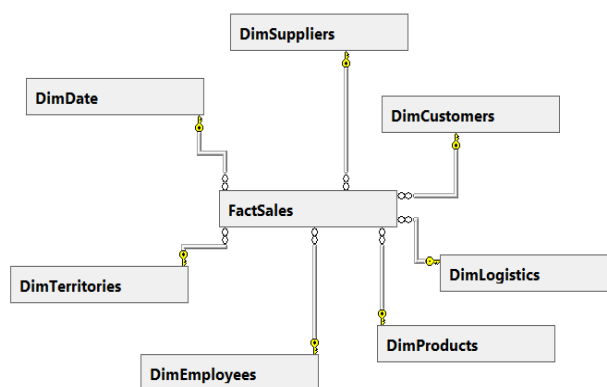 DimSuppliers
DimDate
DimCustomers
FactSales
DimTerritories
DimLogistics
DimProducts
DimEmployees